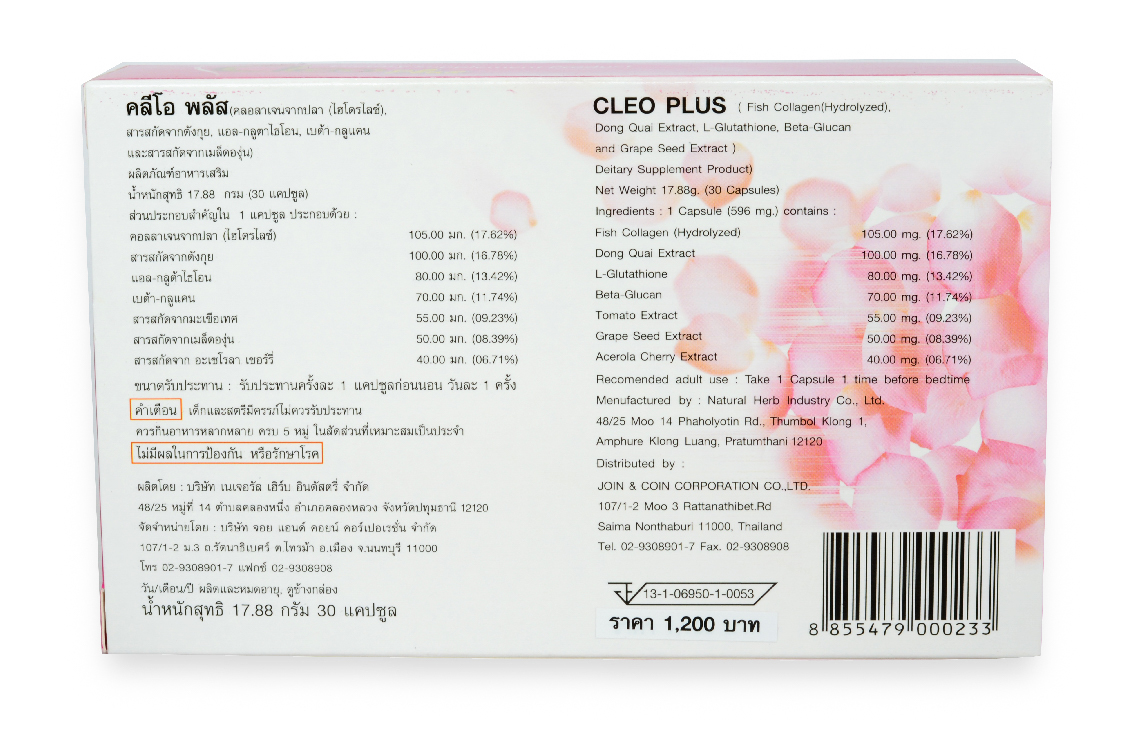 คลีโอ พลัส(คลอลาเจนจากปลา (ไฮโดรไลซ์),
สารสกัดจากตังกุย, แอล-กลูตาไธโอน, เบต้า-กลูแคน
และสารสกัดจากเมล็ดองุ่น)
ผลิตภัณฑ์อาหารเสริม
น้ำหนักสุทธิ 17.88 กรม (30 แคปซูล)
ส่วนประกอบสำคัญใน 1 แคปซูล ประกอบด้วย :
คอลลาเจนจากปลา (ไฮโดรไลซ์) 105.00 มก. (17.62%)
สารสกัดจากตังกุย 100.00 มก. (16.78%)
แอล-กลูต้าไธโอน 80.00 มก. (13.42%)
เบต้า-กลูแคน 70.00 มก. (11.74%)
สารสกัดจากมะเขือเทศ 55.00 มก. (09.23%)
สารสกัดจากเมล็ดองุ่น 50.00 มก. (08.39%)
สารสกัดจาก อะเซโรลา เชอร์รี่ 40.00 มก. (06.71%)
ขนาดรับประทาน : รับประทานครั้งละ 1 แคปซูลก่อนนอน วันละ 1 ครั้ง
คำเตือน เด็กและสตรีมีครรภ์ไม่ควรรับประทาน
ควรกินอาหารหลากหลาย ครบ 5 หมู่ ในสัดส่วนที่เหมาะสมเป็นประจำ
ไม่มีผลในการป้องกัน หรือรักษาโรค
ผลิตโดย : บริษัท เนเจอรัล เฮิร์บ อินดัสตรี่ จำกัด
48/25 หมู่ที่ 14 ตำบลคลองหนึ่ง อำเภอคลองหลวง จังหวัดปทุมธานี 12120
จัดจำหน่ายโดย : บริษัท จอย แอนด์ คอยน์ คอร์เปอเรชั่น จำกัด
107/1-2 ม.3 ถ.รัตนาธิเบศร์ ต.ไทรม้า อ.เมือง จ.นนทบุรี 11000
โทร 02-9308901-7 แฟกซ์ 02-9308908
วัน/เดือน/ปี ผลิตและหมดอายุ, ดูข้างกล่อง
น้ำหนักสุทธิ 17.88 กรัม 30 แคปซูล
CLEO PLUS ( Fish Collagen(Hydrolyzed),
Dong Quai Extract, L-Glutathione, Beta-Glucan
and Grape Seed Extract )
Deitary Supplement Product)
Net Weight 17.88g. (30 Capsules)
Ingredients : 1 Capsule (596 mg.) contains :
Fish Collagen (Hydrolyzed) 105.00 mg. (17.62%)
Dong Quai Extract 100.00 mg. (16.78%)
L-Glutathione 80.00 mg. (13.42%)
Beta-Glucan 70.00 mg. (11.74%)
Tomato Extract 55.00 mg. (09.23%)
Grape Seed Extract 50.00 mg. (08.39%)
Acerola Cherry Extract 40.00 mg. (06.71%)
Recomended adult use : Take 1 Capsule 1 time before bedtime
Manufactured by : Natural Herb Industry Co., Ltd.
48/25 Moo 14 Phaholyotin Rd., Thumbol Klong 1,
Amphure Klong Luang, Pratumthani 12120
Distributed by :
JOIN & COIN CORPORATION CO.,LTD.
107/1-2 Moo 3 Rattanathibet.Rd
Saima Nonthaburi 11000, Thailand
Tel. 02-9308901-7 Fax. 02-9308908
13-1-06950-1-0053
ราคา 1,200 บาท
8 855479 000233